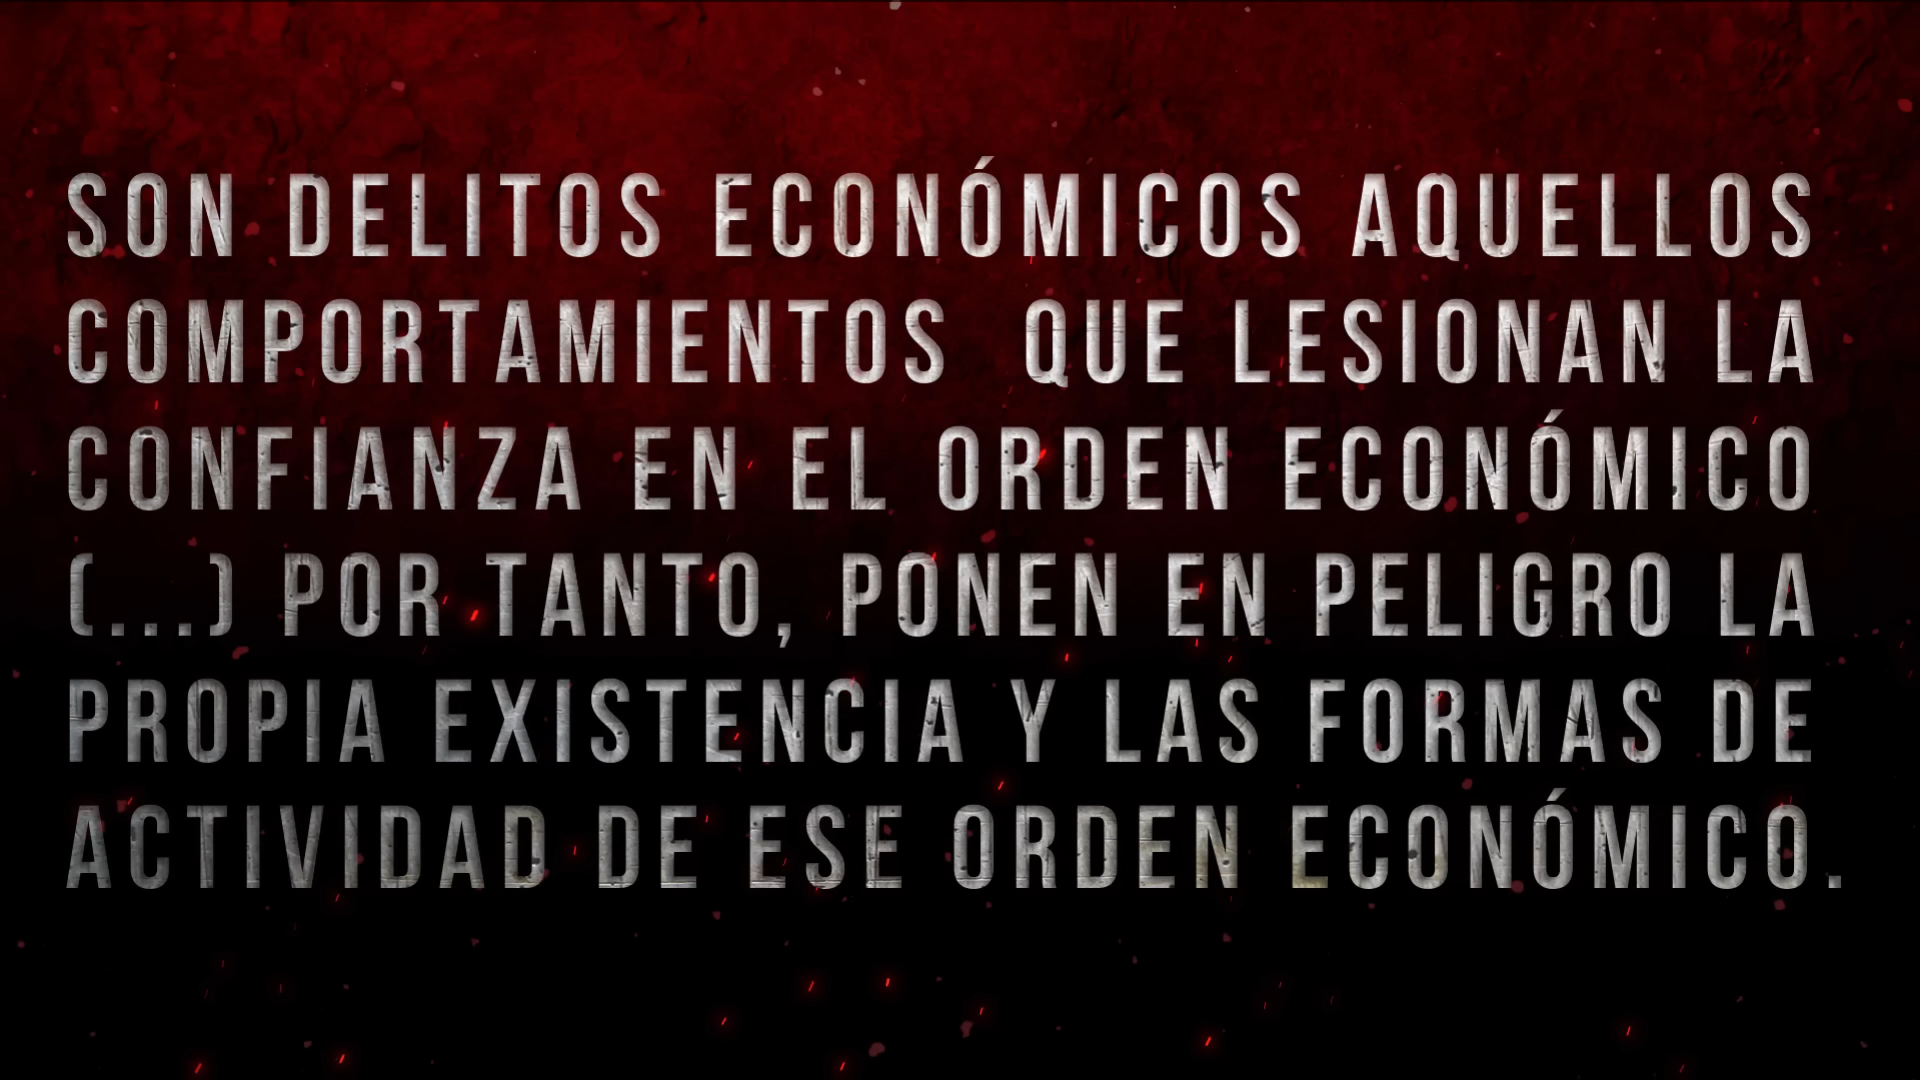 SON DELITOS ECONÓMICOS AQUELLOS
COMPORTAMIENTOS  QUE LESIONAN LA
CONFIANZA EN EL ORDEN ECONÓMICO
(...) POR TANTO, PONEN EN PELIGRO LA
PROPIA EXISTENCIA Y LAS FORMAS DE
ACTIVIDAD DE ESE ORDEN ECONÓMICO.